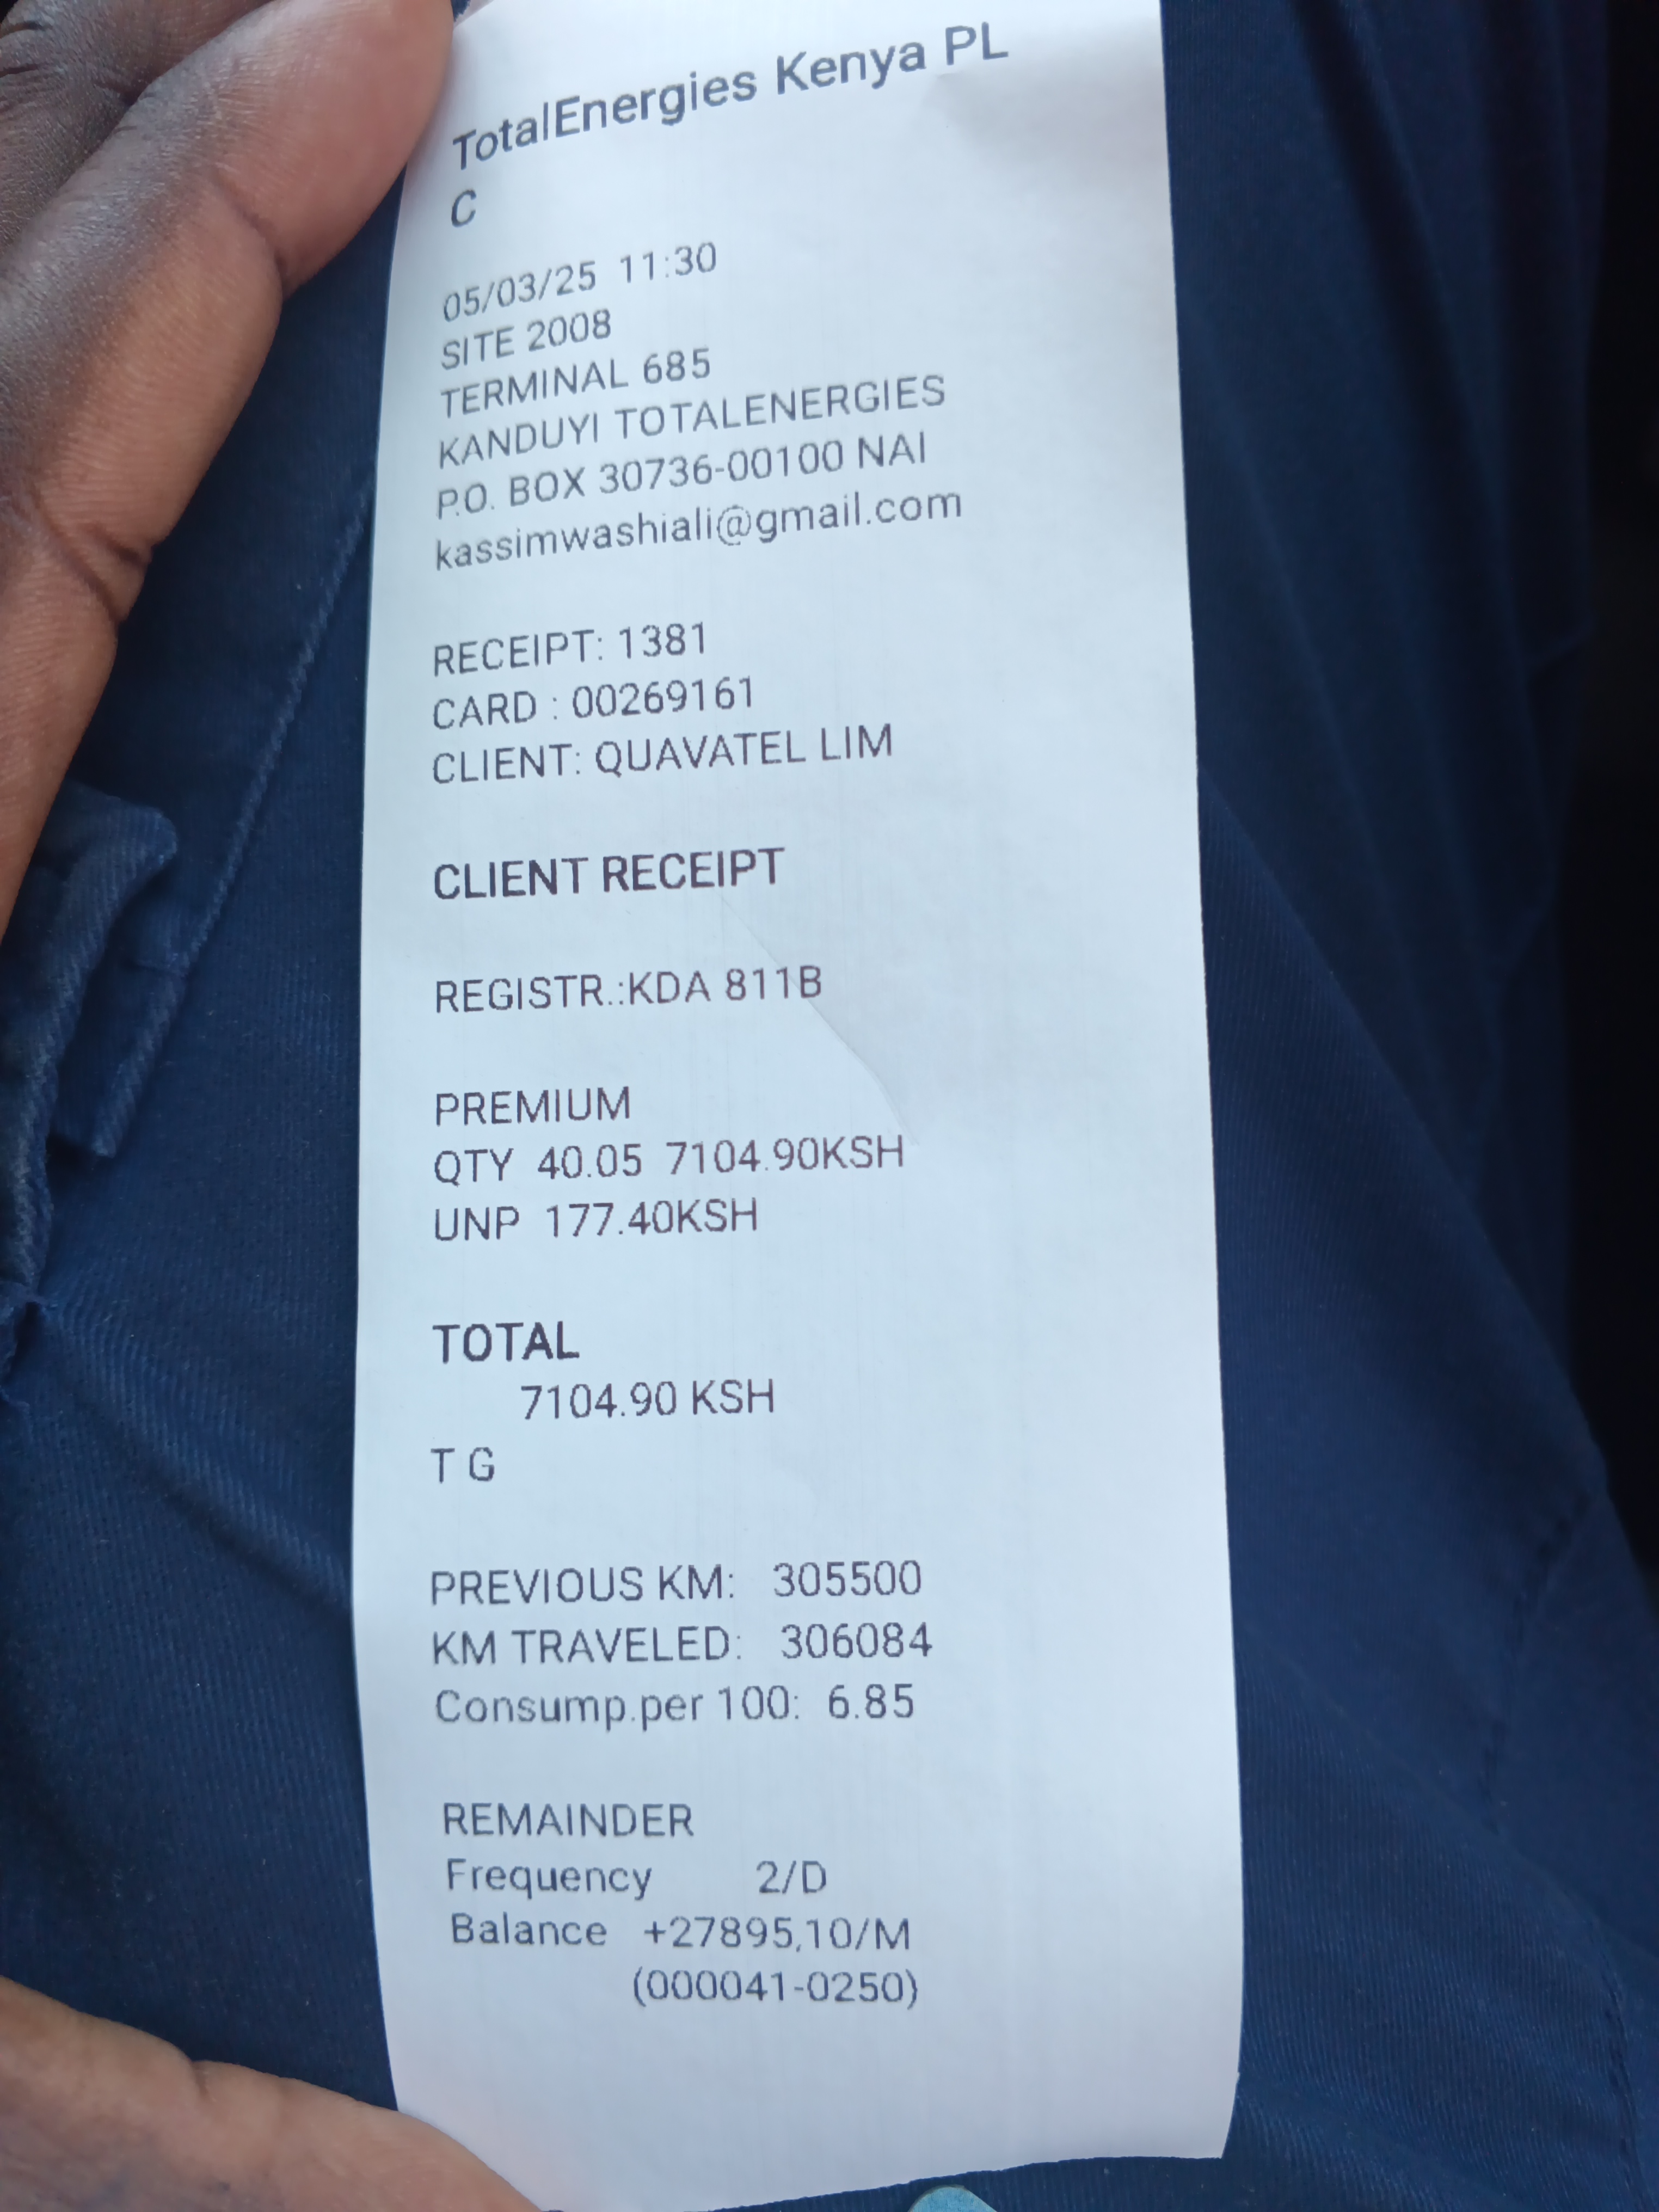 TotalEnergies Kenya PL
C
05/03/25 11:30
SITE 2008
TERMINAL 685
KANDUYI TOTALENERGIES
P.O. BOX 30736-00100 NAI
kassimwashiali@gmail.com
RECEIPT: 1381
CARD : 00269161
CLIENT: QUAVATEL LIM
CLIENT RECEIPT
REGISTR.:KDA 811B
PREMIUM
QTY 40.05 7104.90KSH
UNP 177.40KSH
TOTAL
7104.90 KSH
T G
PREVIOUS KM: 305500
KM TRAVELED: 306084
Consump.per 100: 6.85
REMAINDER
Frequency 2/D
Balance +27895,10/M
(000041-0250)